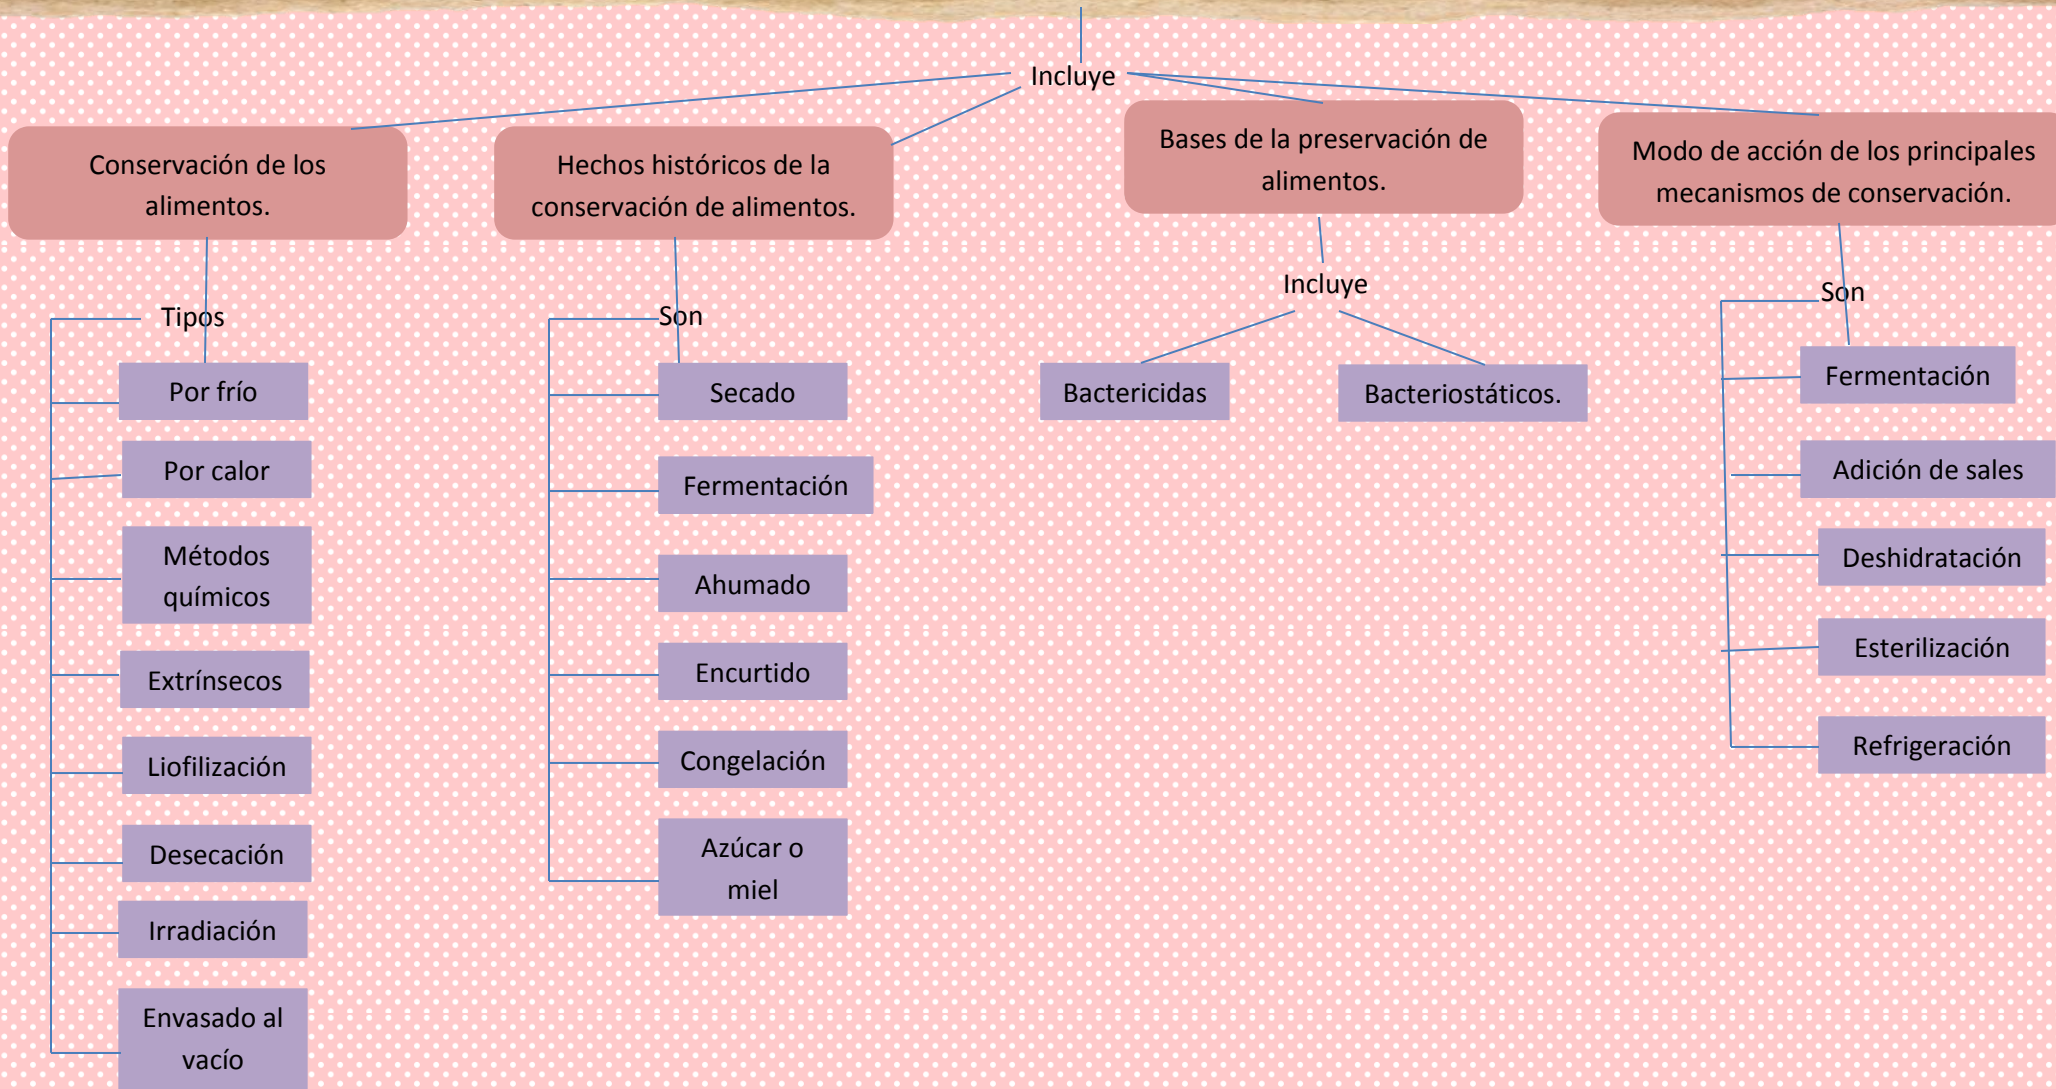 Incluye
Conservación de los
alimentos.
Tipos
Por frío
Por calor
Métodos
químicos
Extrínsecos
Liofilización
Desecación
Irradiación
Envasado al
vacío
Hechos históricos de la
conservación de alimentos.
Son
Secado
Fermentación
Ahumado
Encurtido
Congelación
Azúcar o
miel
Bases de la preservación de
alimentos.
Incluye
Bactericidas
Bacteriostáticos.
Modo de acción de los principales
mecanismos de conservación.
Son
Fermentación
Adición de sales
Deshidratación
Esterilización
Refrigeración